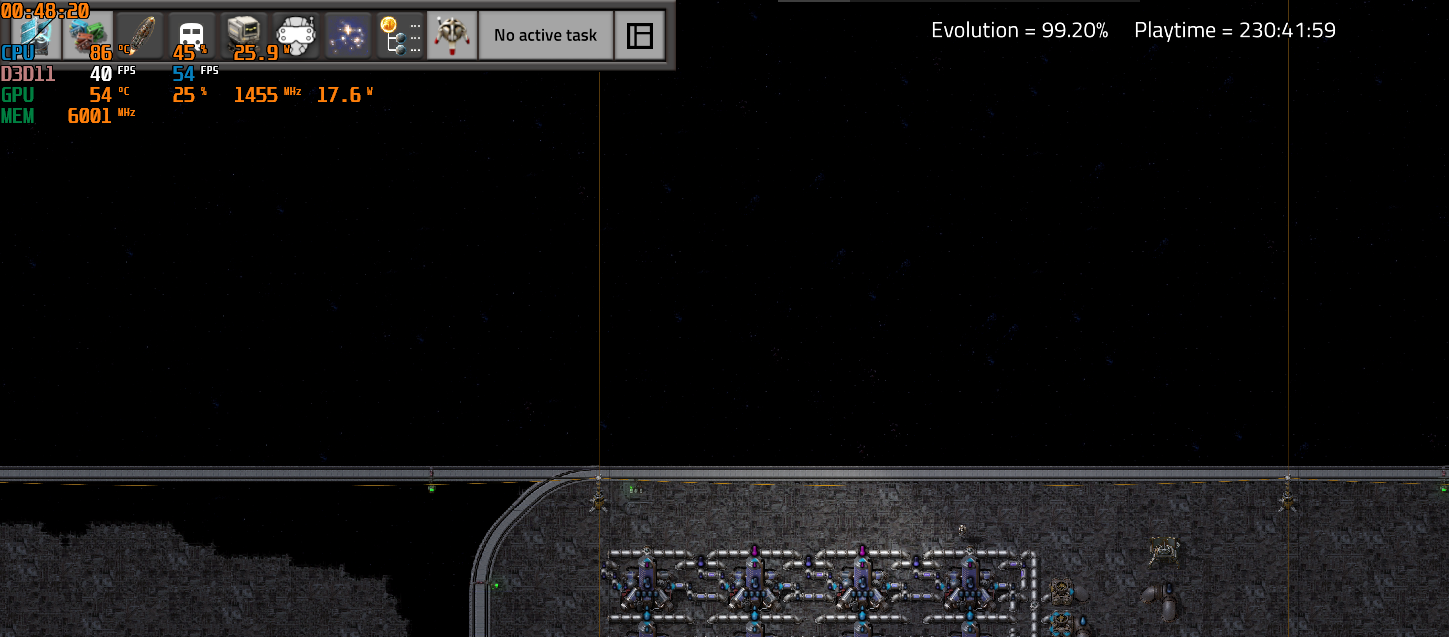 00:48:20
No active task
Evolution = 99.20% Playtime = 230:41:59
CPU 86 °C 45 % 25.9 W
D3D11 40 FPS 54 FPS
GPU 54 °C 25 % 1455 MHz 17.6 W
MEM 6001 MHz